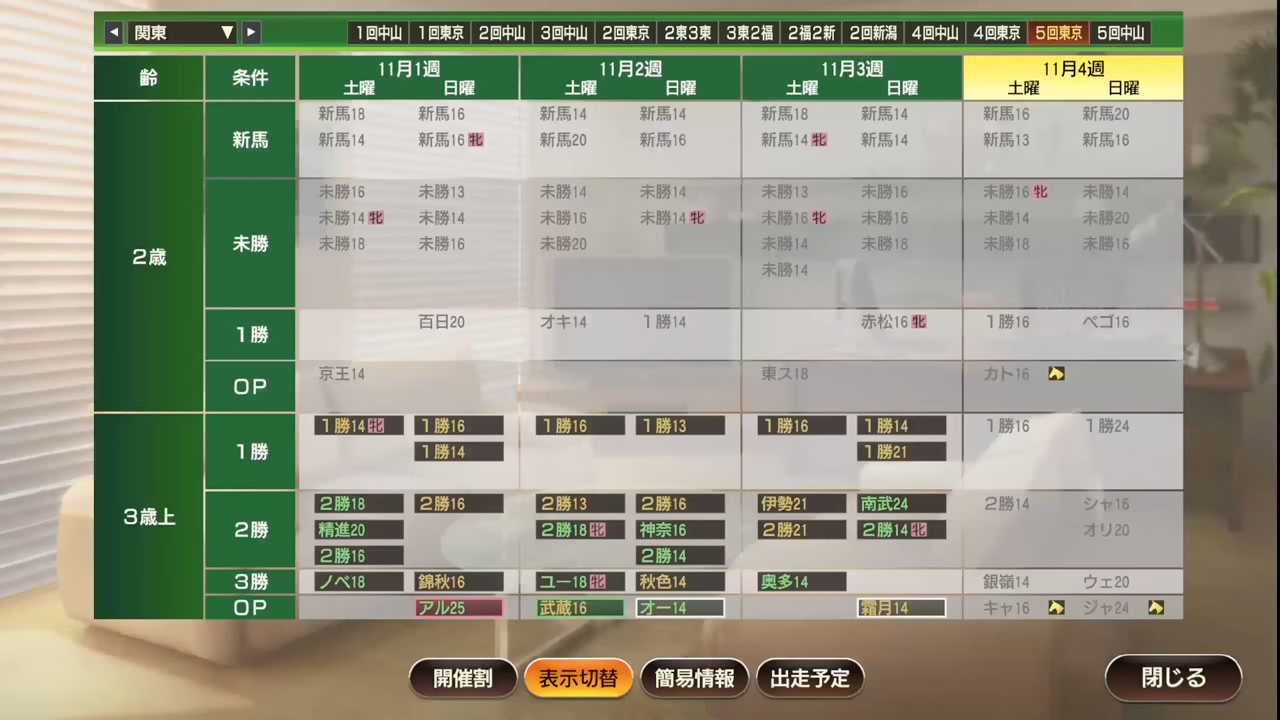 ◀ 関東 ▼ ▶ 1回中山 1回東京 2回中山 3回中山 2回東京 2東3東 3東2福 2福2新 2回新潟 4回中山 4回東京 5回東京 5回中山
齢 条件 11月1週 11月2週 11月3週 11月4週
土曜 日曜 土曜 日曜 土曜 日曜 土曜 日曜
2歳
新馬
新馬18 新馬16 新馬14 新馬14 新馬18 新馬14 新馬16 新馬20
新馬14 新馬16牝 新馬20 新馬16 新馬14牝 新馬14 新馬13 新馬16
未勝
未勝16 未勝13 未勝14 未勝14 未勝13 未勝16 未勝16牝 未勝14
未勝14牝 未勝14 未勝16 未勝14牝 未勝16牝 未勝16 未勝14 未勝20
未勝18 未勝16 未勝20 未勝14 未勝18 未勝18 未勝16
未勝14
1勝
百日20 オキ14 1勝14 赤松16牝 1勝16 ベゴ16
OP
京王14 東ス18 カト16
3歳上
1勝
1勝14牝 1勝16 1勝16 1勝13 1勝16 1勝14 1勝16 1勝24
1勝14 1勝21
2勝
2勝18 2勝16 2勝13 2勝16 伊勢21 南武24 2勝14 シャ16
精進20 2勝18牝 神奈16 2勝21 2勝14牝 オリ20
2勝16 2勝14
3勝
ノベ18 錦秋16 ユー18牝 秋色14 奥多14 銀嶺14 ウェ20
OP
アル25 武蔵16 オー14 霜月14 キャ16 ジャ24
開催割 表示切替 簡易情報 出走予定 閉じる